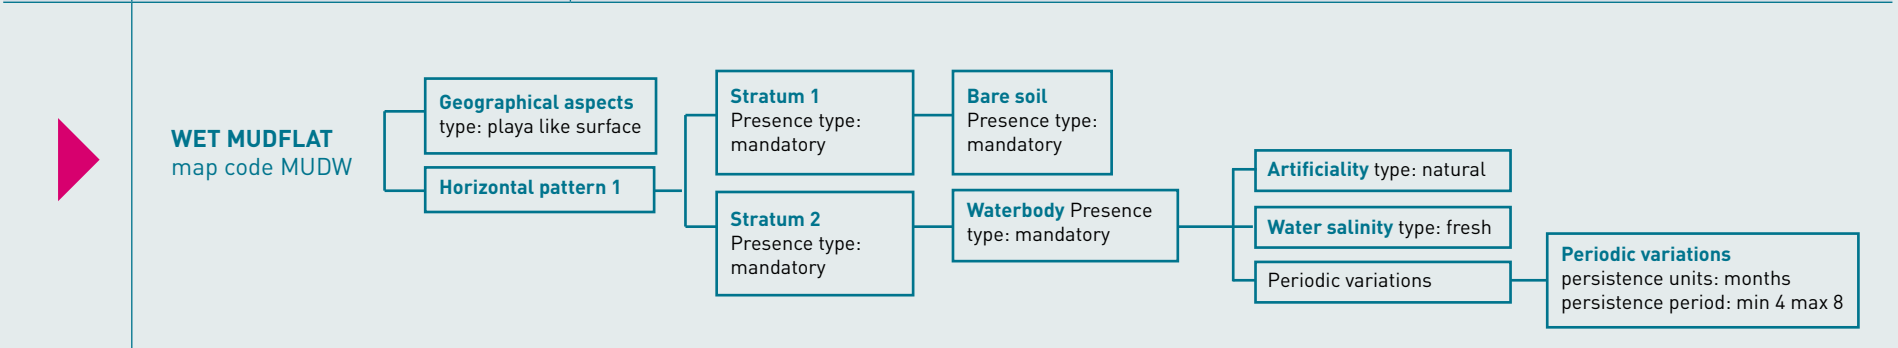 WET MUDFLAT
map code MUDW
Geographical aspects
type: playa like surface
Horizontal pattern 1
Stratum 1
Presence type:
mandatory
Bare soil
Presence type:
mandatory
Stratum 2
Presence type:
mandatory
Waterbody Presence
type: mandatory
Artificiality type: natural
Water salinity type: fresh
Periodic variations
Periodic variations
persistence units: months
persistence period: min 4 max 8